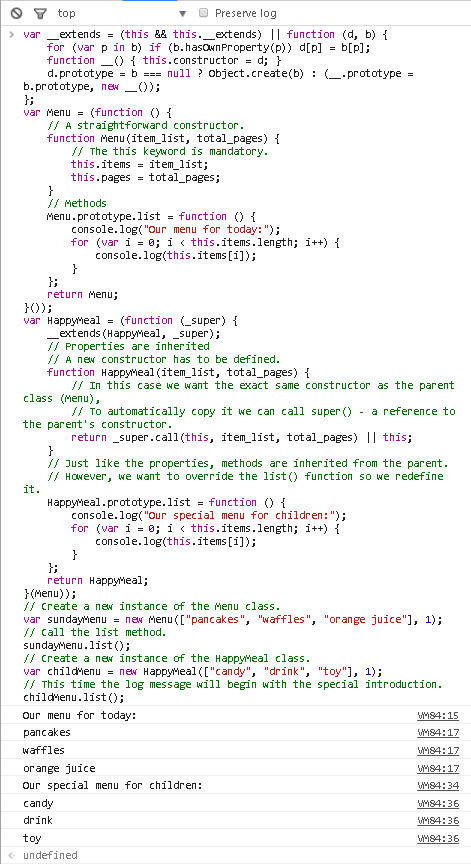 top ▼ Preserve log
var __extends = (this && this.__extends) || function (d, b) {
    for (var p in b) if (b.hasOwnProperty(p)) d[p] = b[p];
    function __() { this.constructor = d; }
    d.prototype = b === null ? Object.create(b) : (__.prototype =
b.prototype, new __());
};
var Menu = (function () {
    // A straightforward constructor.
    function Menu(item_list, total_pages) {
        // The this keyword is mandatory.
        this.items = item_list;
        this.pages = total_pages;
    }
    // Methods
    Menu.prototype.list = function () {
        console.log("Our menu for today:");
        for (var i = 0; i < this.items.length; i++) {
            console.log(this.items[i]);
        }
    };
    return Menu;
}());
var HappyMeal = (function (_super) {
    __extends(HappyMeal, _super);
    // Properties are inherited
    // A new constructor has to be defined.
    function HappyMeal(item_list, total_pages) {
        // In this case we want the exact same constructor as the parent
class (Menu),
        // To automatically copy it we can call super() - a reference to
the parent's constructor.
        return _super.call(this, item_list, total_pages) || this;
    }
    // Just like the properties, methods are inherited from the parent.
    // However, we want to override the list() function so we redefine
it.
    HappyMeal.prototype.list = function () {
        console.log("Our special menu for children:");
        for (var i = 0; i < this.items.length; i++) {
            console.log(this.items[i]);
        }
    };
    return HappyMeal;
}(Menu));
// Create a new instance of the Menu class.
var sundayMenu = new Menu(["pancakes", "waffles", "orange juice"], 1);
// Call the list method.
sundayMenu.list();
// Create a new instance of the HappyMeal class.
var childMenu = new HappyMeal(["candy", "drink", "toy"], 1);
// This time the log message will begin with the special introduction.
childMenu.list();
Our menu for today: VM04:15
pancakes VM04:17
waffles VM04:17
orange juice VM04:17
Our special menu for children: VM04:34
candy VM04:36
drink VM04:36
toy VM04:36
undefined